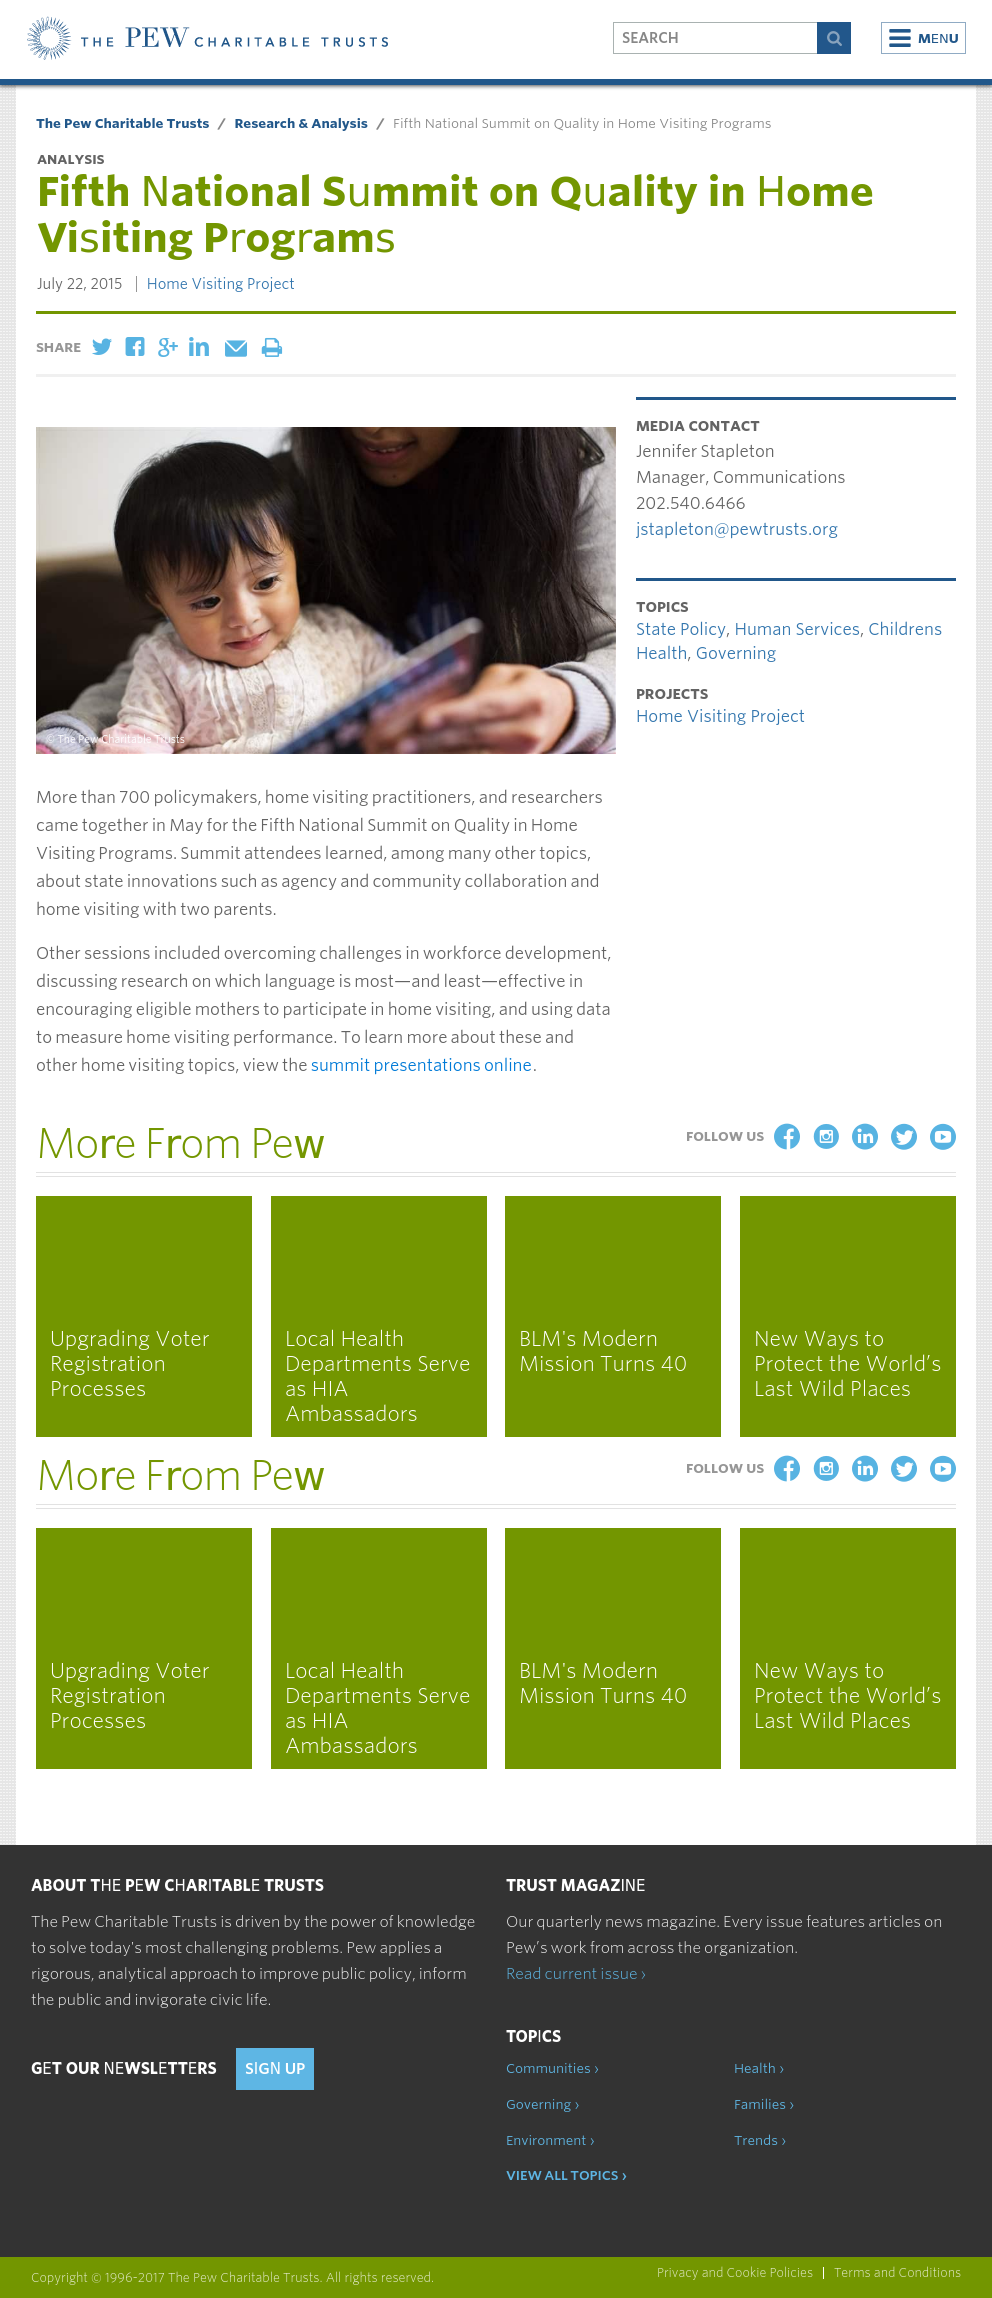 THE PEW CHARITABLE TRUSTS
SEARCH
MENU
The Pew Charitable Trusts / Research & Analysis / Fifth National Summit on Quality in Home Visiting Programs
ANALYSIS
Fifth National Summit on Quality in Home
Visiting Programs
July 22, 2015 | Home Visiting Project
SHARE
© The Pew Charitable Trusts
More than 700 policymakers, home visiting practitioners, and researchers
came together in May for the Fifth National Summit on Quality in Home
Visiting Programs. Summit attendees learned, among many other topics,
about state innovations such as agency and community collaboration and
home visiting with two parents.
Other sessions included overcoming challenges in workforce development,
discussing research on which language is most—and least—effective in
encouraging eligible mothers to participate in home visiting, and using data
to measure home visiting performance. To learn more about these and
other home visiting topics, view the summit presentations online.
MEDIA CONTACT
Jennifer Stapleton
Manager, Communications
202.540.6466
jstapleton@pewtrusts.org
TOPICS
State Policy, Human Services, Childrens
Health, Governing
PROJECTS
Home Visiting Project
More From Pew
FOLLOW US
Upgrading Voter
Registration
Processes
Local Health
Departments Serve
as HIA
Ambassadors
BLM's Modern
Mission Turns 40
New Ways to
Protect the World’s
Last Wild Places
More From Pew
FOLLOW US
Upgrading Voter
Registration
Processes
Local Health
Departments Serve
as HIA
Ambassadors
BLM's Modern
Mission Turns 40
New Ways to
Protect the World’s
Last Wild Places
ABOUT THE PEW CHARITABLE TRUSTS
The Pew Charitable Trusts is driven by the power of knowledge
to solve today's most challenging problems. Pew applies a
rigorous, analytical approach to improve public policy, inform
the public and invigorate civic life.
GET OUR NEWSLETTERS
SIGN UP
TRUST MAGAZINE
Our quarterly news magazine. Every issue features articles on
Pew’s work from across the organization.
Read current issue ›
TOPICS
Communities ›
Health ›
Governing ›
Families ›
Environment ›
Trends ›
VIEW ALL TOPICS ›
Copyright © 1996-2017 The Pew Charitable Trusts. All rights reserved.
Privacy and Cookie Policies | Terms and Conditions